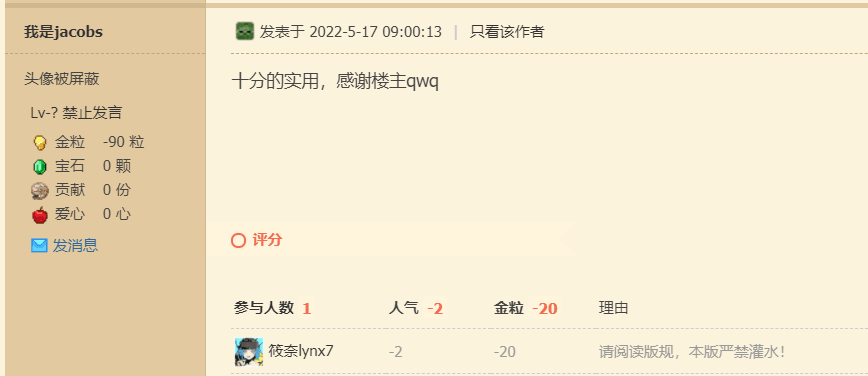 我是jacobs
头像被屏蔽
Lv-? 禁止发言
金粒 -90 粒
宝石 0 颗
贡献 0 份
爱心 0 心
发消息
发表于 2022-5-17 09:00:13 | 只看该作者
十分的实用，感谢楼主qwq
评分
参与人数 1 人气 -2 金粒 -20 理由
筱奈lynx7 -2 -20 请阅读版规，本版严禁灌水！